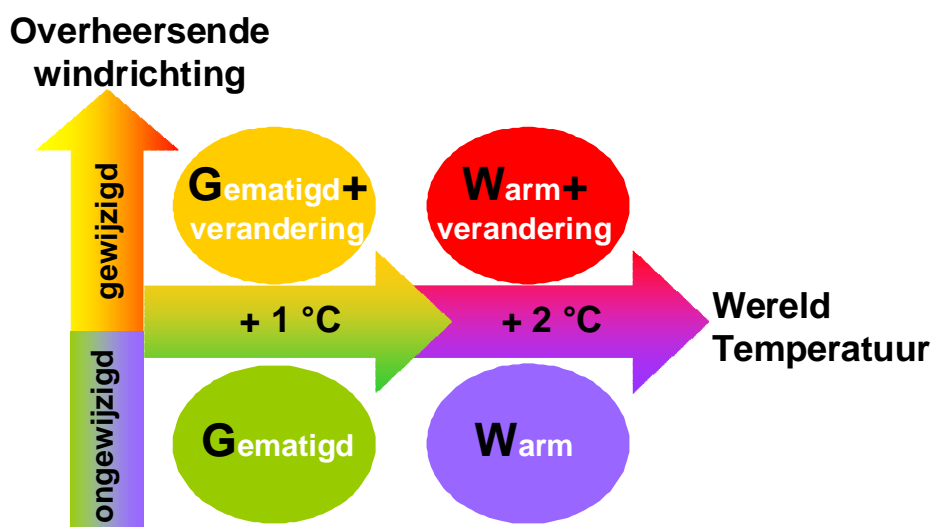 Overheersende
windrichting
gewijzigd
ongewijzigd
Gematigd+
verandering
Warm+
verandering
+ 1 °C
+ 2 °C
Wereld
Temperatuur
Gematigd
Warm